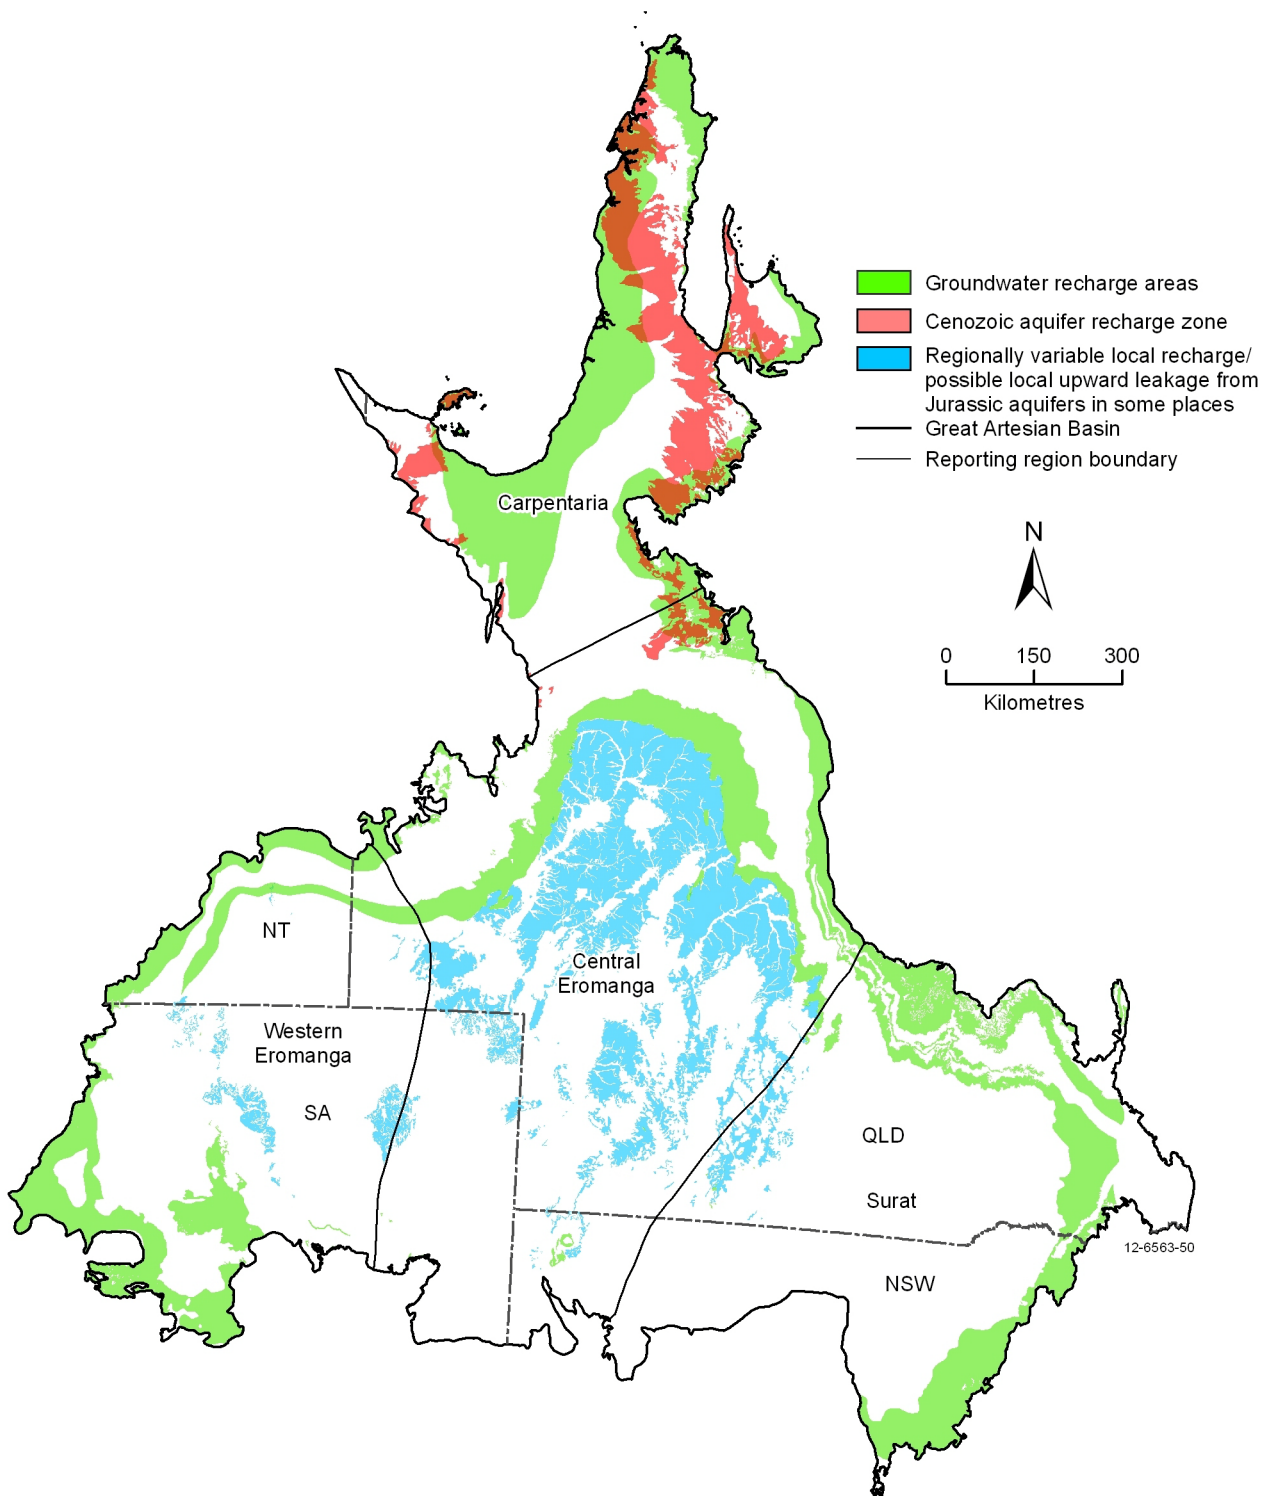 Groundwater recharge areas
Cenozoic aquifer recharge zone
Regionally variable local recharge/
possible local upward leakage from
Jurassic aquifers in some places
Great Artesian Basin
Reporting region boundary
Carpentaria
N
0 150 300
Kilometres
NT
Central
Eromanga
Western
Eromanga
SA
QLD
Surat
12-6563-50
NSW